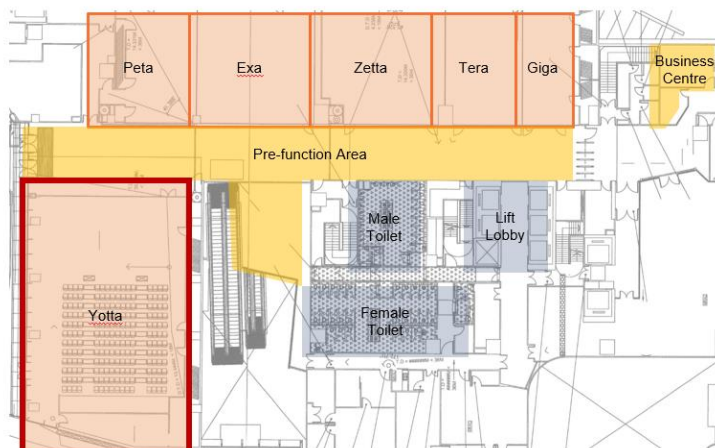 Peta
Exa
Zetta
Tera
Giga
Business
Centre
Pre-function Area
Male
Toilet
Lift
Lobby
Yotta
Female
Toilet